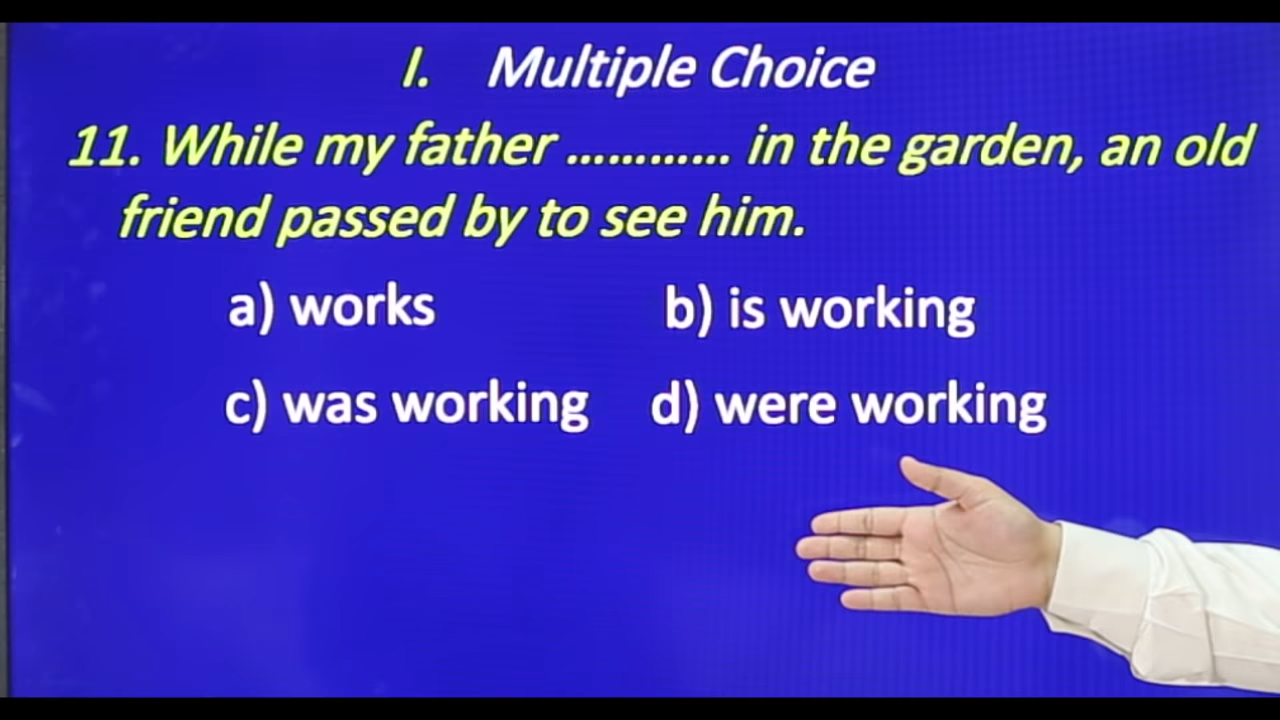 I. Multiple Choice
11. While my father ............ in the garden, an old
friend passed by to see him.
a) works b) is working
c) was working d) were working